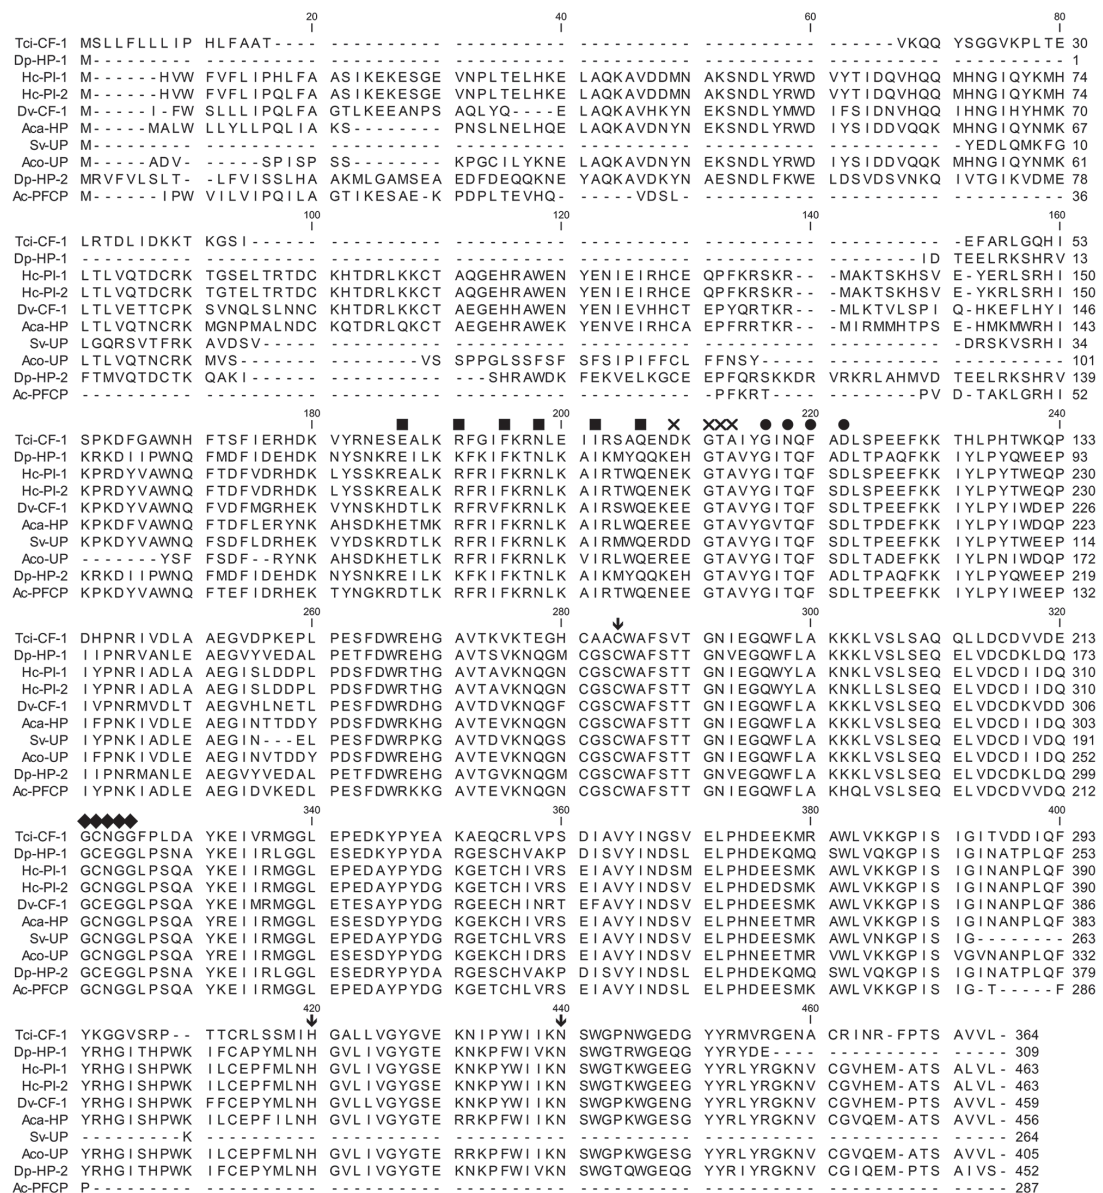 20 40 60 80
Tci-CF-1 MSLLFLLLIP HLFAAT---- ---------- ---------- ---------- ---------- -------VKQQ YSGGVKPLTE 30
Dp-HP-1 M--------- ---------- ---------- ---------- ---------- ---------- ---------- ---------- 1
Hc-PI-1 M------HVW FVFLIPHLFA ASIKEKESGE VNPLTELHKE LAQKAVDDMN AKSNDLYRWD VYTIDQVHQQ MHNGIQYKMH 74
Hc-PI-2 M------HVW FVFLIPQLFA ASIKEKESGE VNPLTELHKE LAQKAVDDMN AKSNDLYRWD VYTIDQVHQQ MHNGIQYKMH 74
Dv-CF-1 M-----I-FW SLLLIPQLFA GTLKEEANPS AQLYQ----E LAQKAVHKYN EKSNDLYMWD IFSIDNVHQQ IHNGIHYHMK 70
Aca-HP M-----MALW LLYLLPQLIA KS-------- PNSLNELHQE LAQKAVDNYN EKSNDLYRWD IYSIDDVQQK MHNGIQYNMK 67
Sv-UP M--------- ---------- ---------- ---------- ---------- ---------- ---------- -YEDLQMKFG 10
Aco-UP M-----ADV- ----SPISPS SS-------- KPGCILYKNE LAQKAVDNYN EKSNDLYRWD IYSIDDVQQK MHNGIQYNMK 61
Dp-HP-2 MRVFVLSLT- -LFVISSLHA AKMLGAMSEA EDFDEQQKNE YAQKAVDKYN AESNDLFKWE LDSVDSVNKQ IVTGIKVDME 78
Ac-PFCP M------IPW VILVIPQILA GTIKESAE-K PDPLTEVHQ- -----VDSL- ---------- ---------- ---------- 36
100 120 140 160
Tci-CF-1 LRTDLIDKKT KGSI------ ---------- ---------- ---------- ---------- ---------- -EFARLGQHI 53
Dp-HP-1 ---------- ---------- ---------- ---------- ---------- ---------- --------ID TEELRKSHRV 13
Hc-PI-1 LTLVQTDCRK TGSELTRTDC KHTDRLKKCT AQGEHRAWEN YENIEIRHCE QPFKRSKR-- -MAKTSKHSV E-YERLSRHI 150
Hc-PI-2 LTLVQTDCRK TGTELTRTDC KHTDRLKKCT AQGEHRAWEN YENIEIRHCE QPFKRSKR-- -MAKTSKHSV E-YKRLSRHI 150
Dv-CF-1 LTLVETTCPK SVNQLSLNNC KHTDRLKKCT AEGEHHAWEN YENIEIVHCT EPYQRTKR-- -MLKTVLSPI Q-HKEFLHYI 146
Aca-HP LTLVQTNCRK MGNPMALNDC KQTDRLQKCT AEGEHRAWEK YENVEIRHCA EPFRRTKR-- -MIRMMHTPS E-HMKMWRHI 143
Sv-UP LGQRSVTFRK AVDSV----- ---------- ---------- ---------- ---------- ---------- -DRSKVSRHI 34
Aco-UP LTLVQTNCRK MVS------- ---------VS SPPGLSSFSF SFSIPIFFCL FFNSY----- ---------- ---------- 101
Dp-HP-2 FTMVQTDCTK QAKI------ ---------- ----SHRAWDK FEKVELKGCE EPFQRSKKDR VRKRLAHMVD TEELRKSHRV 139
Ac-PFCP ---------- ---------- ---------- ---------- ---------- --PFKRT--- --------PV D-TAKLGRHI 52
180 200 220 240
Tci-CF-1 SPKDFGAWNH FTSFIERHDK VYRNESEALK RFGIFKRNLE IIRSAQENDK GTAIYGINQF ADLSPEEFKK THLPHTWKQP 133
Dp-HP-1 KRKDIIPWNQ FMDFIDEHDK NYSNKREILK KFKIFKTNLK AIKMYQQKEH GTAVYGITQF ADLTPAQFKK IYLPYQWEEP 93
Hc-PI-1 KPRDYVAWNQ FTDFVDRHDK LYSSKREALK RFRIFKRNLK AIRTWQENEK GTAVYGITQF SDLSPEEFKK IYLPYTWEQP 230
Hc-PI-2 KPRDYVAWNQ FTDFVDRHDK LYSSKREALK RFRIFKRNLK AIRTWQENEK GTAVYGITQF SDLSPEEFKK IYLPYTWEQP 230
Dv-CF-1 KPKDYVAWNQ FVDFMGRHEK VYNSKHDTLK RFRVFKRNLK AIRSWQEKES GTAVYGITQF SDLSPEEFKK IYLPYSWDEP 226
Aca-HP KPKDFVAWNQ FTDFLERYNK AHSDKHETMK RFRIFKRNLK AIRLWQEREE GTAVYGVTQF SDLTPDEFKK IYLPYTWDQP 223
Sv-UP KPKDYVAWNQ FSDFLDRHEK VYDSKRDTLK RFRIFKRNLK AIRMWQERDD GTAVYGITQF SDLSPEEFKK IYLPYTWEEP 114
Aco-UP -------YSF FSDF--RYNK AHSDKHETLK RFRIFKRNLK VIRLWQEREE GTAVYGITQF SDLTADEFKK IYLPNIWDQP 172
Dp-HP-2 KRKDIIPWNQ FMDFIDEHDK NYSNKREILK KFKIFKTNLK AIKMYQQKEH GTAVYGITQF ADLTPAQFKK IYLPYQWEEP 219
Ac-PFCP KPKDYVAWNQ FTEFIDRHEK TYNGKRDTLK RFRIFKRNLK AIRTWQENEE GTAVYGITQF SDLTPEEFKK IYLPYTWEEP 132
260 280 300 320
Tci-CF-1 DHPNRIVDLA AEGVDPKEPL PESFDWREHG AVTKVKTEGH CAACWAFSVT GNIEGQWFLA KKKLVSLSAQ QLLDCDVVDE 213
Dp-HP-1 IIPNRVANLE AEGVYVEDAL PETFDWREHG AVTSVKNQGM CGSCWAFSTT GNVEGQWFLA KKKLVSLSEQ ELVDCDKLDQ 173
Hc-PI-1 IYPNRIADLA AEGISLDDPL PDSFDWRTHG AVTAVKNQGN CGSCWAFSTT GNIEGQWYLA KKKLVSLSEQ ELVDCDIIDQ 310
Hc-PI-2 IYPNRIADLA AEGISLDDPL PDSFDWRTHG AVTAVKNQGN CGSCWAFSTT GNIEGQWYLA KKNLLSLSEQ ELVDCDIIDQ 310
Dv-CF-1 IVPNRMVDLT AEGVHLNETL PESFDWRDHG AVTDVKNQGF CGSCWAFSTT GNIEGQWFLA KKKLVSLSEQ ELVDCDKVDD 306
Aca-HP IFPNKIVDLE AEGINTTDDY PDSFDWRKHG AVTEVKNQGN CGSCWAFSTT GNIEGQWFLA KKKLVSLSEQ ELVDCDIIDQ 303
Sv-UP IYPNKIADLE AEGIN---EL PESFDWRPKG AVTDVKNQGS CGSCWAFSTT GNIEGQWFLA KKKLVSLSEQ ELVDCDIVDQ 191
Aco-UP IFPNKIVDLE AEGINVTDDY PDSFDWRKHG AVTEVKNQGN CGSCWAFSTT GNIEGQWFLA KKKLVSLSEQ ELVDCDIIDQ 252
Dp-HP-2 IIPNRMANLE AEGVYVEDAL PETFDWREHG AVTGVKNQGM CGSCWAFSTT GNVEGQWFLA KKKLVSLSEQ ELVDCDKLDQ 299
Ac-PFCP IYPNKIADLE AEGIDVKEDL PESFDWRKKG AVTDVKNQGN CGSCWAFSTT GNIEGQWFLA KHQLVSLSEQ ELVDCDVVDQ 212
340 360 380 400
Tci-CF-1 GCNGGFPLDA YKEIVRMGGL EPEDKYPYEA KAEQCRLVPS DIAVYINGSV ELPHDEEKMR AWLVKKGPIS IGITVDDIQF 293
Dp-HP-1 GCEGGLPSNA YKEIIRLGGL ESEDKYPYDA RGESCHVAKP DISVYINDSL ELPHDEKQMQ SWLVQKGPIS IGINATPLQF 253
Hc-PI-1 GCNGGLPSQA YKEIIRMGGL EPEDAYPYDG KGETCHIVRS EIAVYINDSM ELPHDEESMK AWLVKKGPIS IGINANPLQF 390
Hc-PI-2 GCNGGLPSQA YKEIIRMGGL EPEDAYPYDG KGETCHIVRS EIAVYINDSV ELPHDEDSMK AWLVKKGPIS IGINANPLQF 390
Dv-CF-1 GCEGGLPSQA YKEIMRMGGL ETESAYPYDG RGEECHINRT EFAVYINDSV ELPHDEESMK AWLVKKGPIS IGINANPLQF 386
Aca-HP GCNGGLPSQA YREIIRMGGL ESESDYPYDG KGEKCHIVRS EIAVYINDSV ELPHNEETMR AWLVKKGPIS IGINANPLQF 383
Sv-UP GCNGGLPSQA YKEIIRMGGL EPEDAYPYDG RGETCHLVRS EIAVYINDSV ELPHDEESMK AWLVNKGPIS IG-------- 263
Aco-UP GCNGGLPSQA YREIIRMGGL ESESDYPYDG KGEKCHIDRS EIAVYINDSV ELPHNEETMR VWLVKKGPIS VGVNANPLQF 332
Dp-HP-2 GCEGGLPSNA YKEIIRLGGL ESEDRYPYDA RGESCHVAKP DISVYINDSL ELPHDEKQMQ SWLVQKGPIS IGINATPLQF 379
Ac-PFCP GCNGGLPSQA YKEIIRMGGL EPEDAYPYDG RGETCHLVRS EIAVYINDSL ELPHDEESMK AWLVKKGPIS IG-T-----F 286
420 440 460
Tci-CF-1 YKGGVSRP-- TTCRLSSMIH GALLVGYGVE KNIPYWIIKN SWGPNWGEDG YYRMVRGENA CRINR-FPTS AVVL- 364
Dp-HP-1 YRHGITHPWK IFCAPYMLNH GVLIVGYGTE KNKPFWIVKN SWGTRWGEQG YYRYDE---- ---------- ----- 309
Hc-PI-1 YRHGISHPWK ILCEPFMLNH GVLIVGYGSE KNKPYWIIKN SWGTKWGEEG YYRLYRGKNV CGVHEM-ATS ALVL- 463
Hc-PI-2 YRHGISHPWK ILCEPFMLNH GVLIVGYGSE KNKPYWIIKN SWGTKWGEEG YYRLYRGKNV CGVHEM-ATS ALVL- 463
Dv-CF-1 YRHGISHPWK FFCEPYMLNH GVLLVGYGSE KNKPYWIIKN SWGPKWGENG YYRLYRGKNV CGVHEM-PTS AVVL- 459
Aca-HP YRHGISHPWK ILCEPFILNH GVLIVGYGTE RRKPFWIIKN SWGPKWGESG YYRLYRGKNV CGVHEM-ATS AVVL- 456
Sv-UP ---------K ---------- ---------- ---------- ---------- ---------- ---------- ----- 264
Aco-UP YRHGISHPWK ILCEPFMLNH GVLIVGYGTE RRKPFWIIKN SWGPKWGESG YYRLYRGKNV CGVQEM-ATS AVVL- 405
Dp-HP-2 YRHGITHPWK IFCEPYMLNH GVLIVGYGTE KNKPFWIVKN SWGTQWGEQG YYRIYRGKNV CGIQEM-PTS AIVS- 452
Ac-PFCP P--------- ---------- ---------- ---------- ---------- ---------- ---------- ----- 287